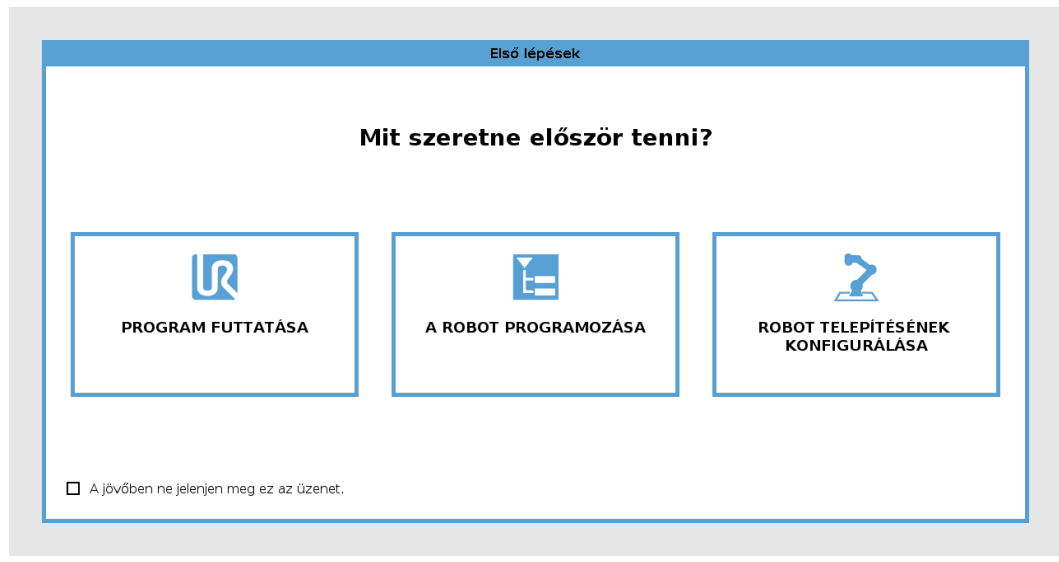 Első lépések
Mit szeretne először tenni?
PROGRAM FUTTATÁSA
A ROBOT PROGRAMOZÁSA
ROBOT TELEPÍTÉSÉNEK
KONFIGURÁLÁSA
A jövőben ne jelenjen meg ez az üzenet.